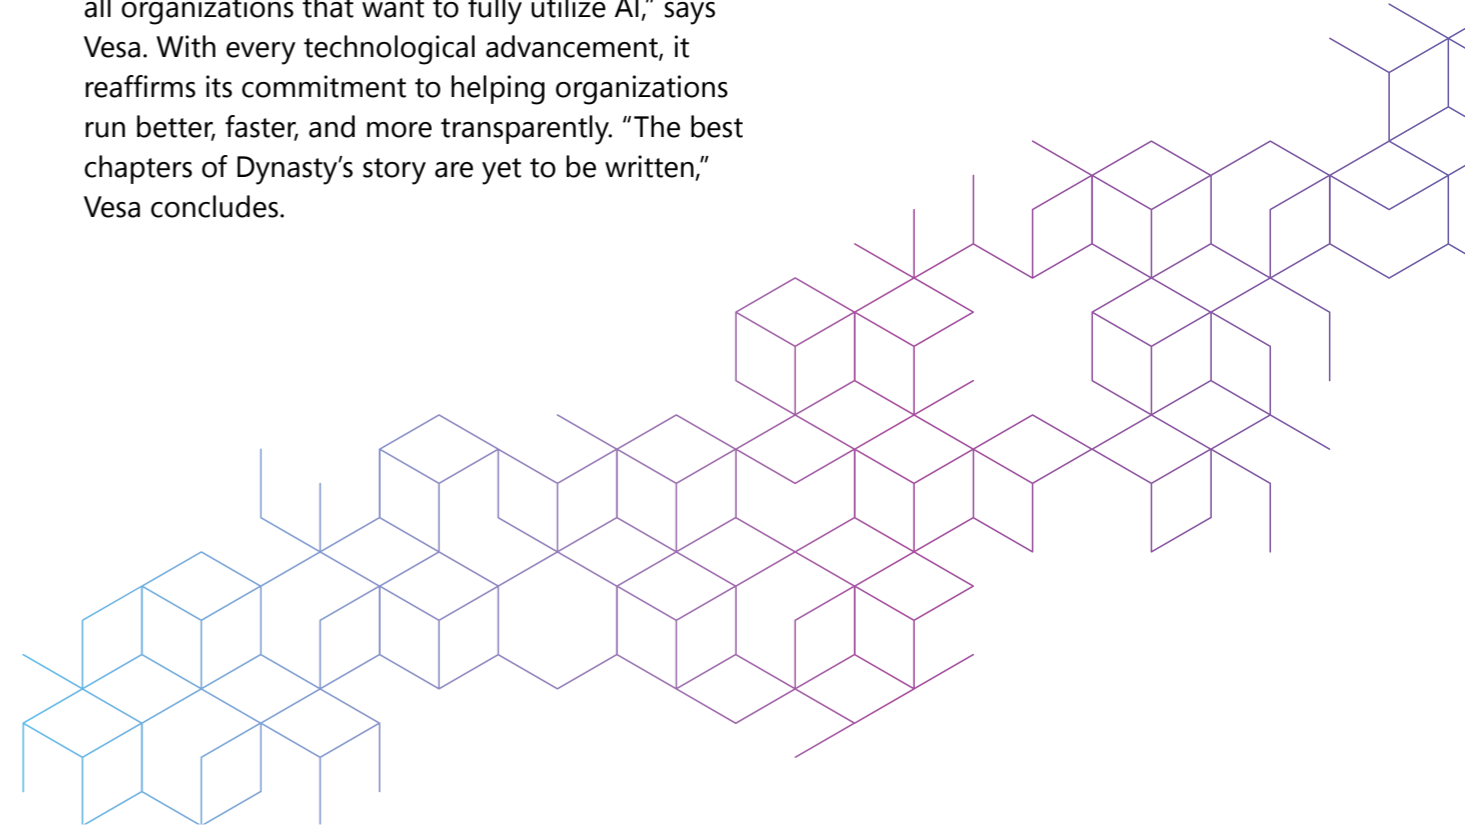 all organizations that want to fully utilize AI,” says
Vesa. With every technological advancement, it
reaffirms its commitment to helping organizations
run better, faster, and more transparently. “The best
chapters of Dynasty’s story are yet to be written,”
Vesa concludes.